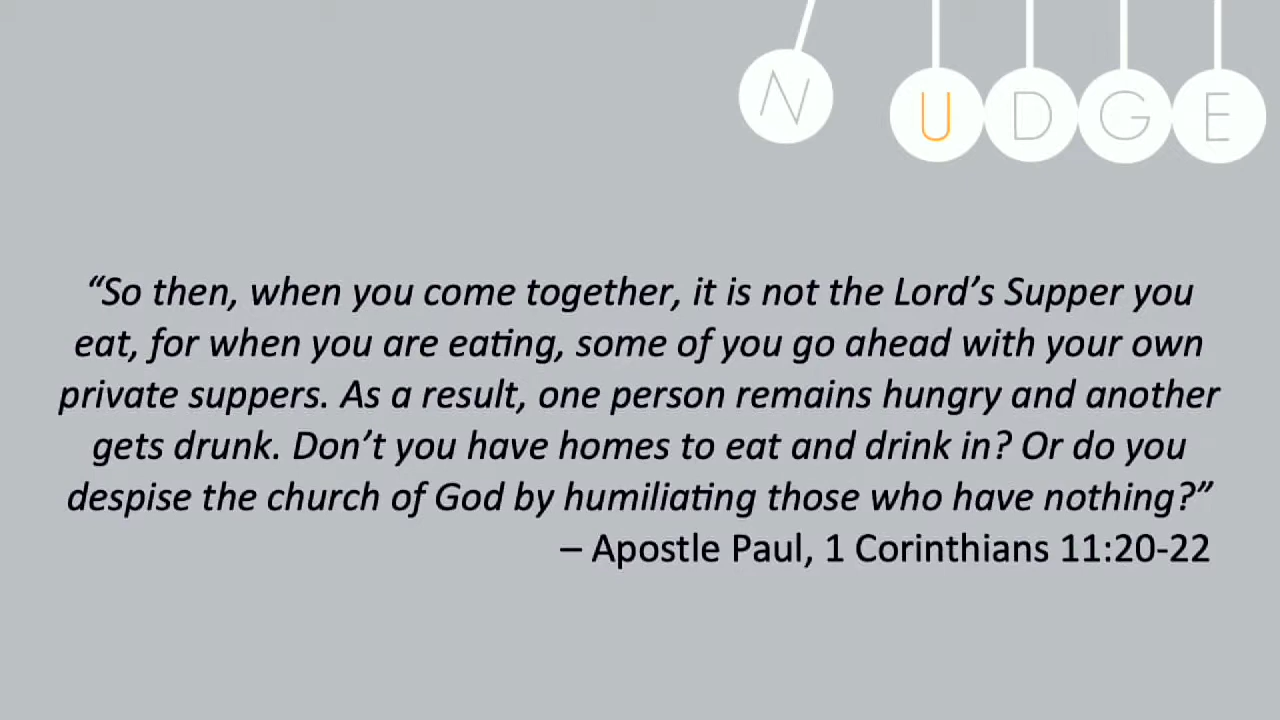 NUDGE
“So then, when you come together, it is not the Lord’s Supper you
eat, for when you are eating, some of you go ahead with your own
private suppers. As a result, one person remains hungry and another
gets drunk. Don’t you have homes to eat and drink in? Or do you
despise the church of God by humiliating those who have nothing?”
– Apostle Paul, 1 Corinthians 11:20-22